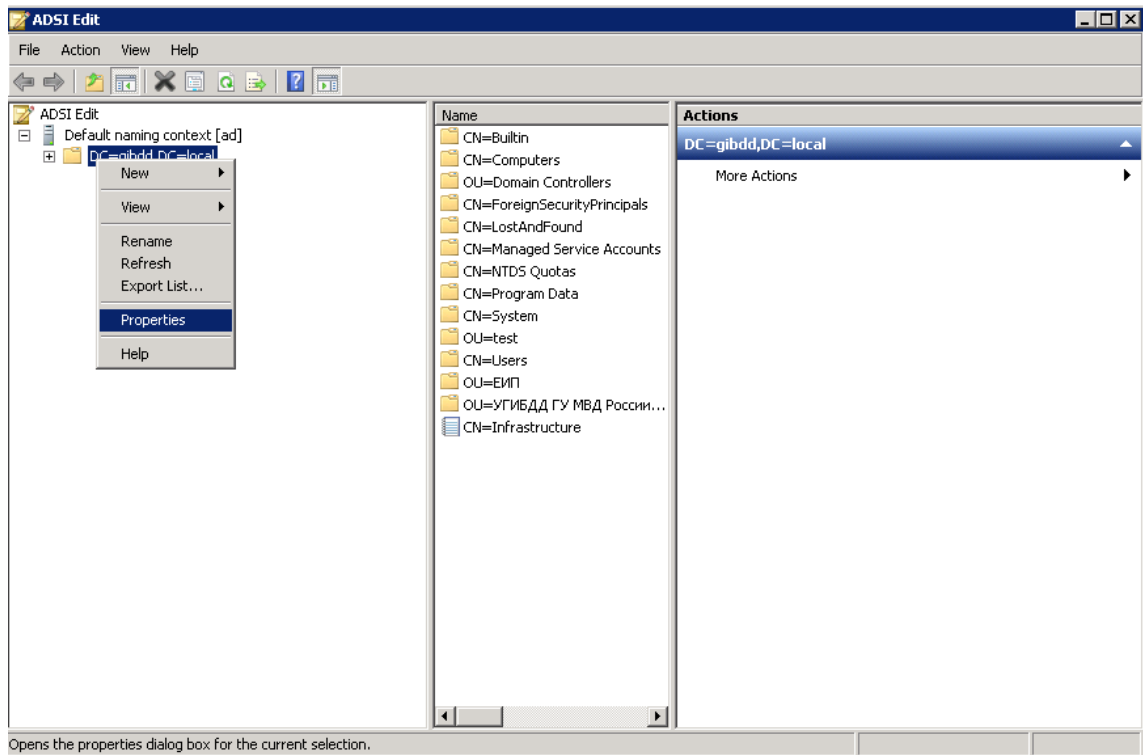 ADSI Edit
File Action View Help
ADSI Edit
Default naming context [ad]
DC=gibdd,DC=local
New
View
Rename
Refresh
Export List...
Properties
Help
Name
CN=Builtin
CN=Computers
OU=Domain Controllers
CN=ForeignSecurityPrincipals
CN=LostAndFound
CN=Managed Service Accounts
CN=NTDS Quotas
CN=Program Data
CN=System
OU=test
CN=Users
OU=ЕИП
OU=УГИБДД ГУ МВД России...
CN=Infrastructure
Actions
DC=gibdd,DC=local
More Actions
Opens the properties dialog box for the current selection.